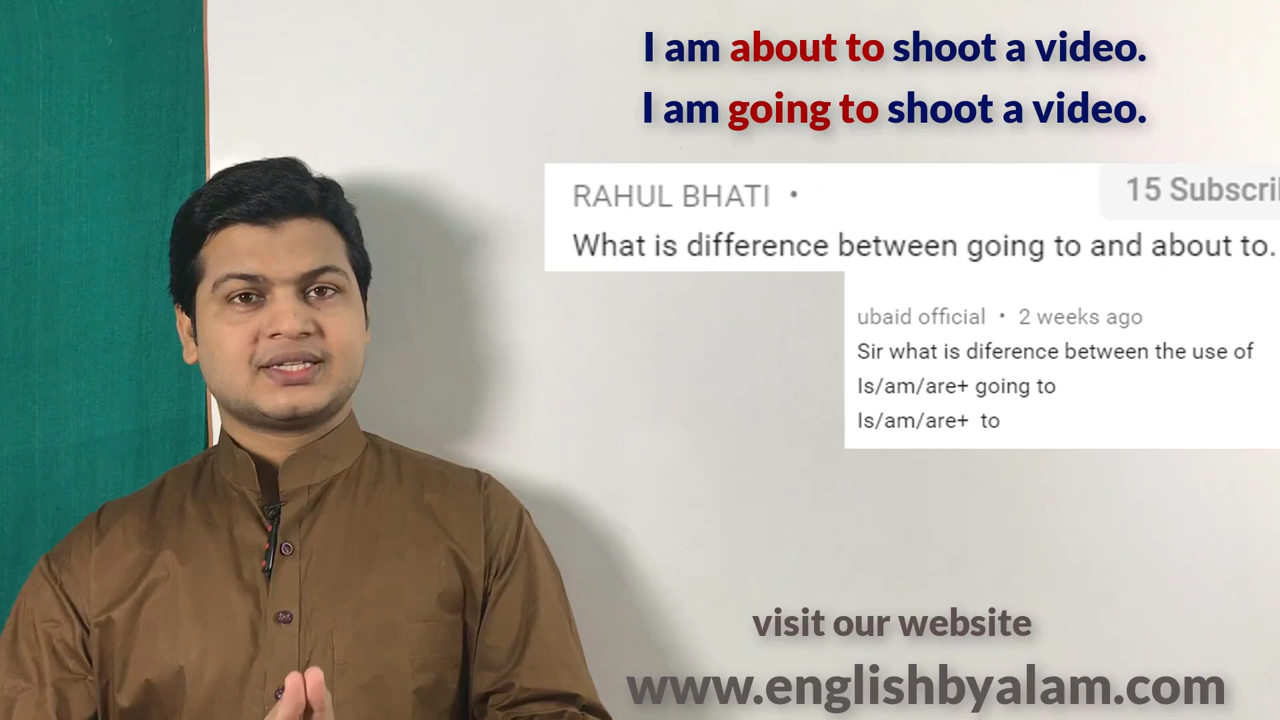 I am about to shoot a video.
I am going to shoot a video.
RAHUL BHATI •
15 Subscri
What is difference between going to and about to.
ubaid official • 2 weeks ago
Sir what is diference between the use of
Is/am/are+ going to
Is/am/are+ to
visit our website
www.englishbyalam.com